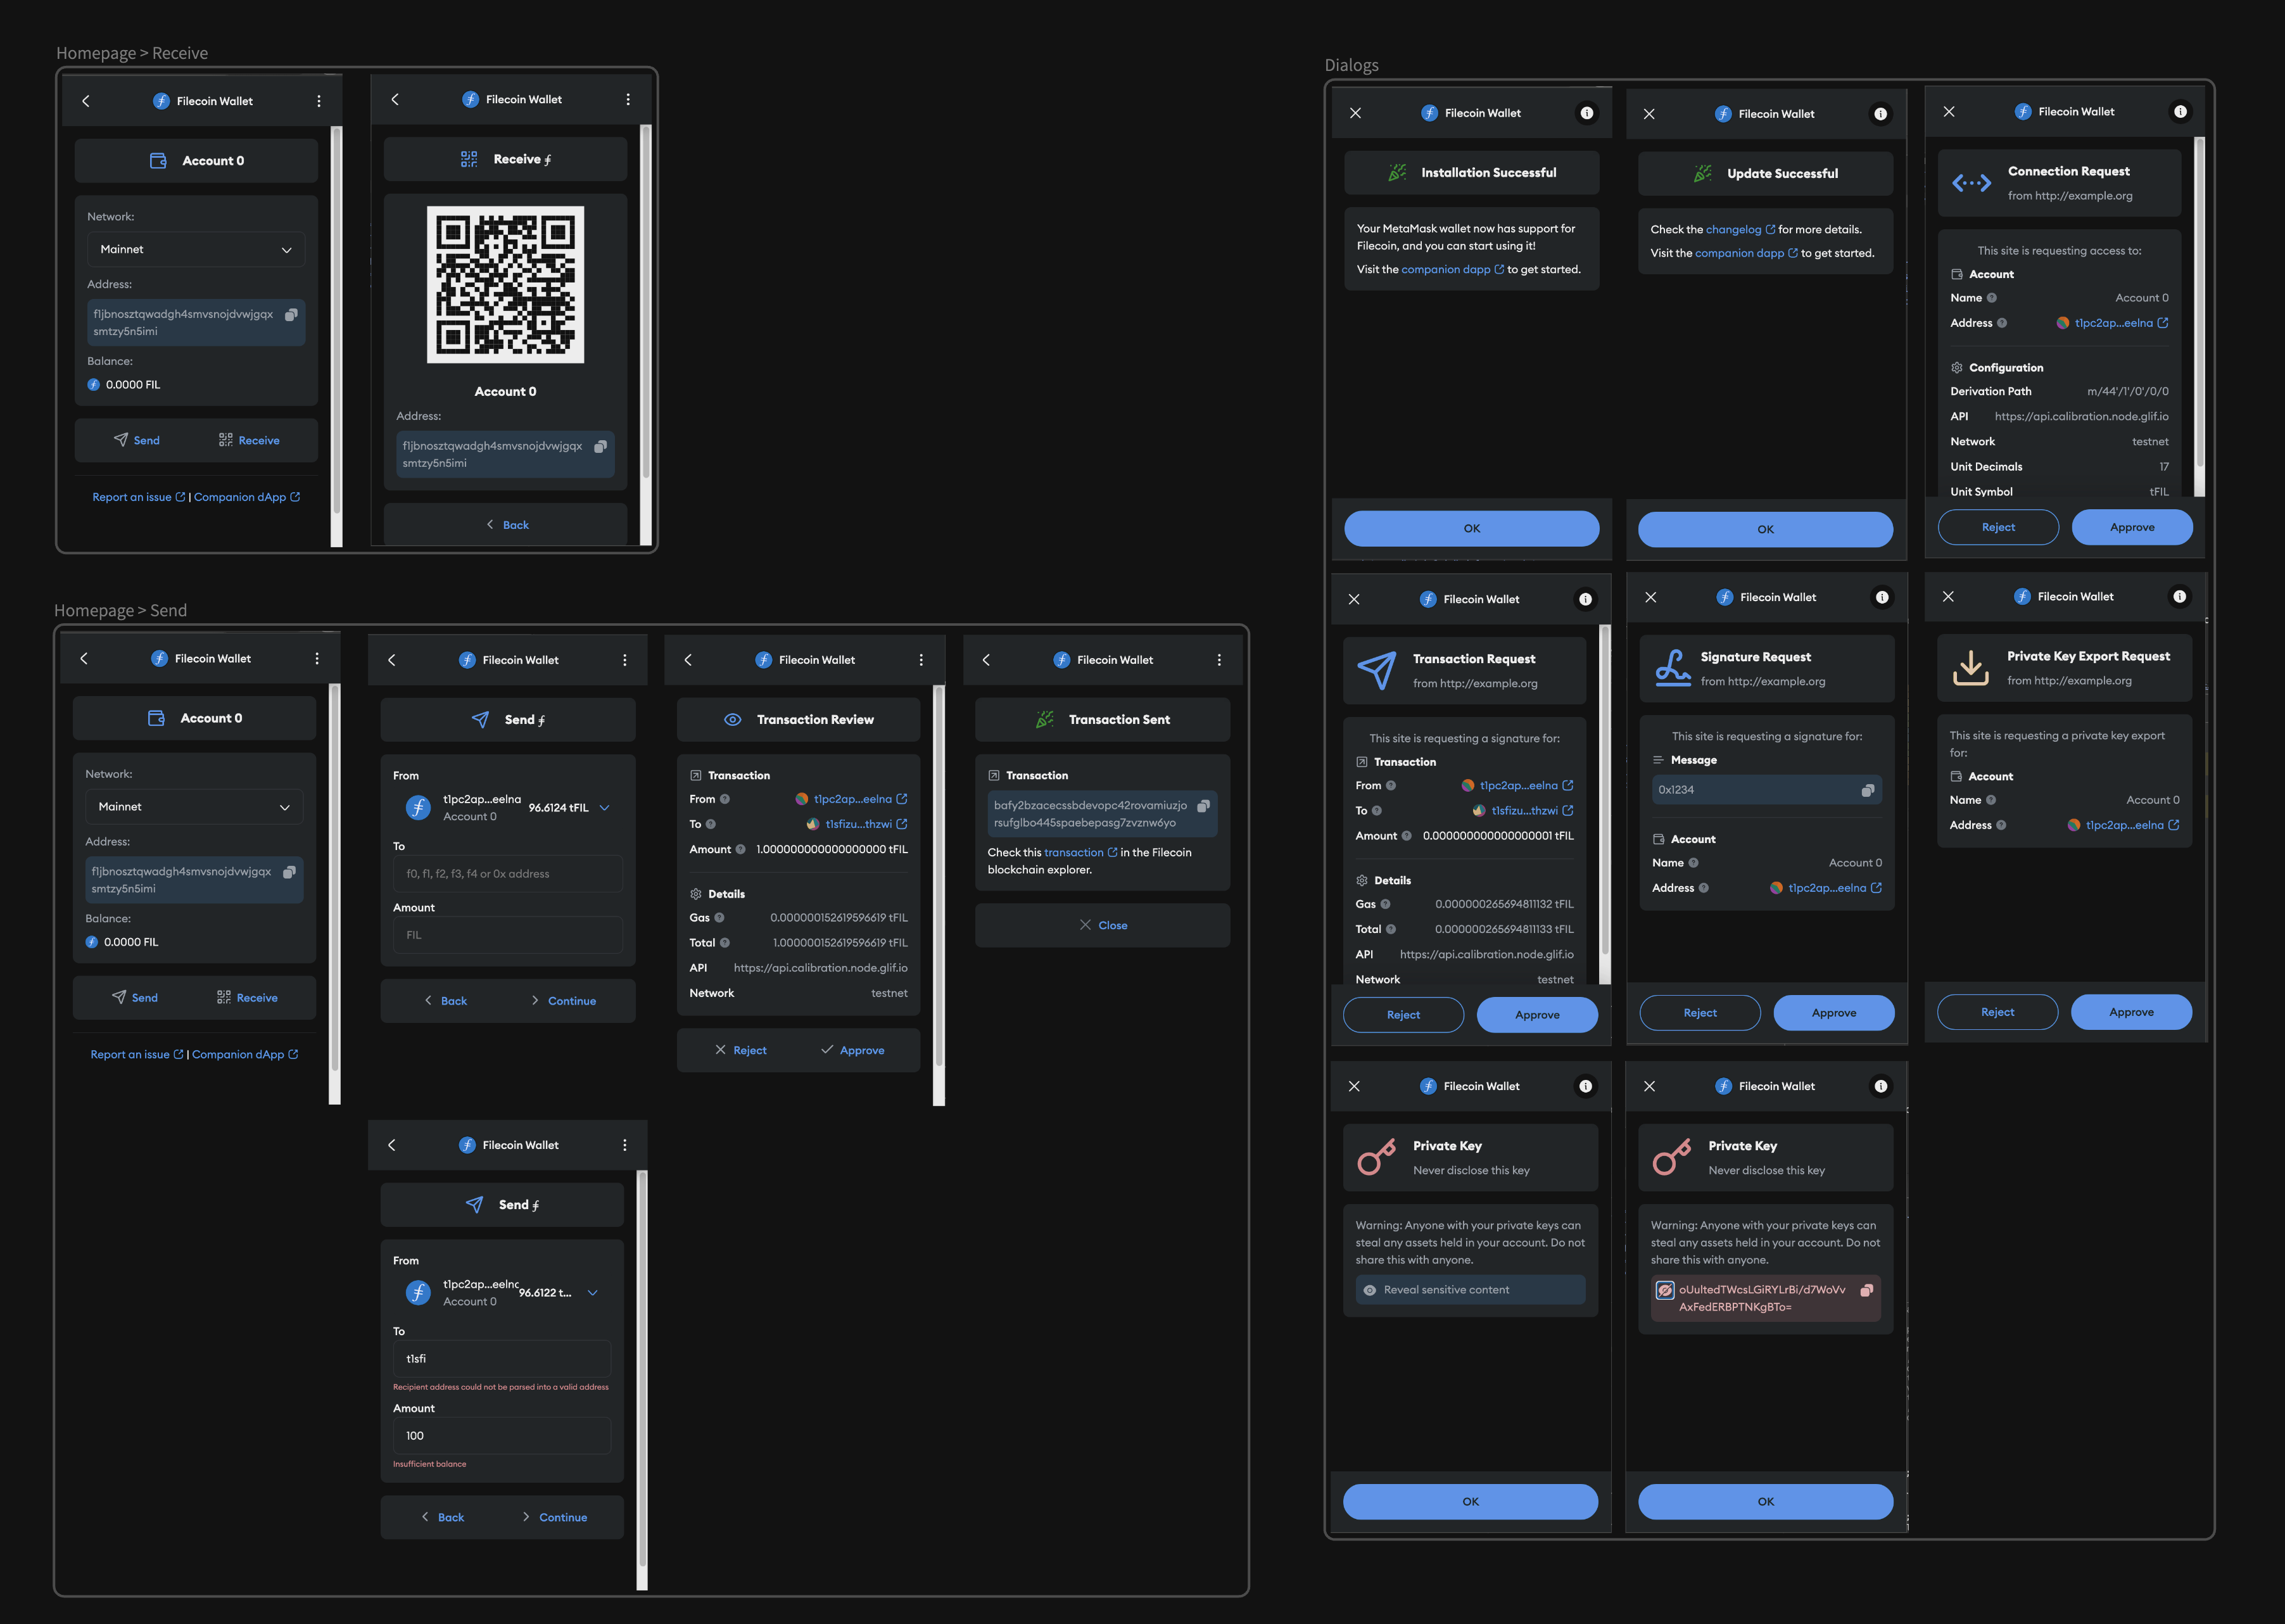 Homepage > Receive
Filecoin Wallet
Account 0
Network:
Mainnet
Address:
f1jbnosztqwadgh4smvsnojdvwjgqx
smtzy5n5imi
Balance:
0.0000 FIL
Send
Receive
Report an issue | Companion dApp
Filecoin Wallet
Receive ⨎
Account 0
Address:
f1jbnosztqwadgh4smvsnojdvwjgqx
smtzy5n5imi
Back
Homepage > Send
Filecoin Wallet
Account 0
Network:
Mainnet
Address:
f1jbnosztqwadgh4smvsnojdvwjgqx
smtzy5n5imi
Balance:
0.0000 FIL
Send
Receive
Report an issue | Companion dApp
Filecoin Wallet
Send ⨎
From
t1pc2ap...eelna
96.6124 tFIL
Account 0
To
f0, f1, f2, f3, f4 or 0x address
Amount
FIL
Back
Continue
Filecoin Wallet
Transaction Review
Transaction
From t1pc2ap...eelna
To t1sfizu...thzwi
Amount 1.000000000000000000 tFIL
Details
Gas 0.000000152619596619 tFIL
Total 1.000000152619596619 tFIL
API https://api.calibration.node.glif.io
Network testnet
Reject
Approve
Filecoin Wallet
Transaction Sent
Transaction
bafy2bzacecssbdevopc42rovamiuzjo
rsufglbo445spaebepasg7zvznw6yo
Check this transaction in the Filecoin
blockchain explorer.
Close
Filecoin Wallet
Send ⨎
From
t1pc2ap...eelna
96.6122 t...
Account 0
To
t1sfi
Recipient address could not be parsed into a valid address
Amount
100
Insufficient balance
Back
Continue
Dialogs
Filecoin Wallet
Installation Successful
Your MetaMask wallet now has support for
Filecoin, and you can start using it!
Visit the companion dapp to get started.
OK
Filecoin Wallet
Update Successful
Check the changelog for more details.
Visit the companion dapp to get started.
OK
Filecoin Wallet
Connection Request
from http://example.org
This site is requesting access to:
Account
Name Account 0
Address t1pc2ap...eelna
Configuration
Derivation Path m/44'/1'/0'/0/0
API https://api.calibration.node.glif.io
Network testnet
Unit Decimals 17
Unit Symbol tFIL
Reject
Approve
Filecoin Wallet
Transaction Request
from http://example.org
This site is requesting a signature for:
Transaction
From t1pc2ap...eelna
To t1sfizu...thzwi
Amount 0.000000000000000001 tFIL
Details
Gas 0.000000265694811132 tFIL
Total 0.000000265694811133 tFIL
API https://api.calibration.node.glif.io
Network testnet
Reject
Approve
Filecoin Wallet
Signature Request
from http://example.org
This site is requesting a signature for:
Message
0x1234
Account
Name Account 0
Address t1pc2ap...eelna
Reject
Approve
Filecoin Wallet
Private Key Export Request
from http://example.org
This site is requesting a private key export
for:
Account
Name Account 0
Address t1pc2ap...eelna
Reject
Approve
Filecoin Wallet
Private Key
Never disclose this key
Warning: Anyone with your private keys can
steal any assets held in your account. Do not
share this with anyone.
Reveal sensitive content
OK
Filecoin Wallet
Private Key
Never disclose this key
Warning: Anyone with your private keys can
steal any assets held in your account. Do not
share this with anyone.
oUultedTWcsLGiRYLrBi/d7WoVv
AxFedERBPTNKgBTo=
OK